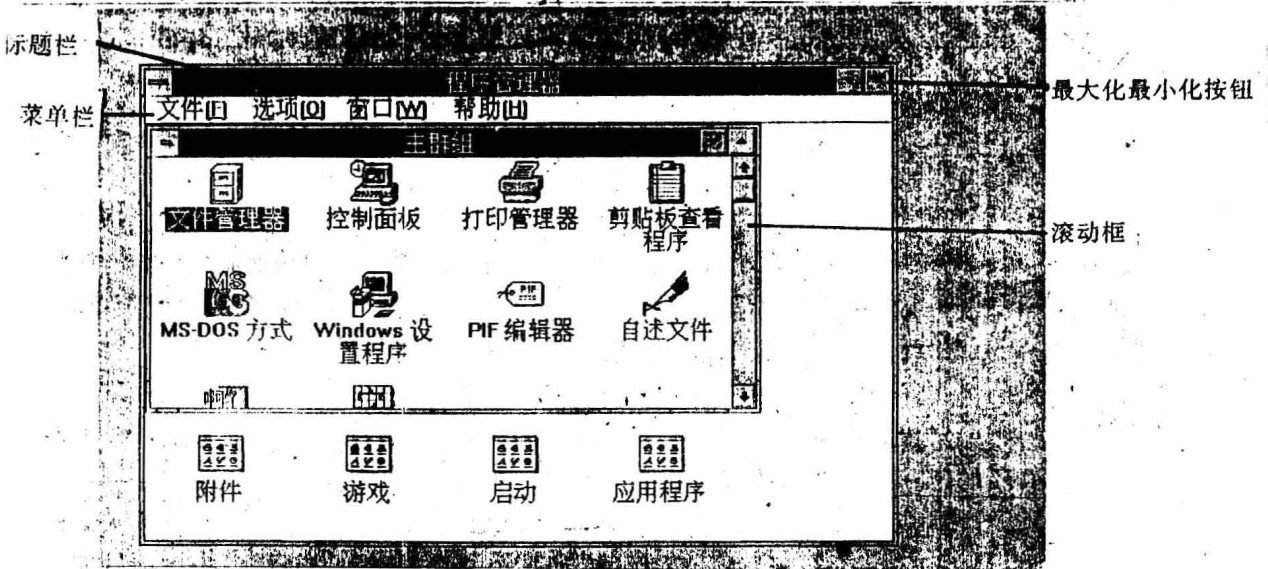 标题栏
程序管理器
菜单栏
文件[F] 选项[O] 窗口[W] 帮助[H]
最大化最小化按钮
主群组
文件管理器 控制面板 打印管理器 剪贴板查看
程序
滚动框
MS-DOS 方式 Windows 设 PIF 编辑器 自述文件
置程序
附件 游戏 启动 应用程序